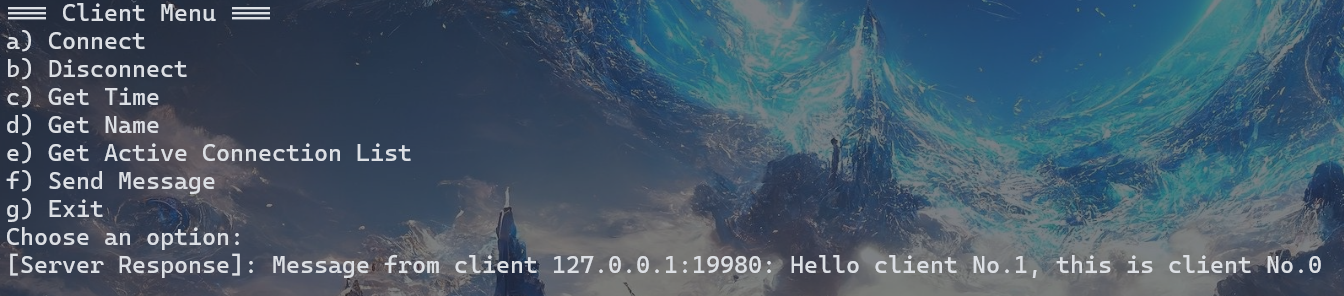 === Client Menu ===
a) Connect
b) Disconnect
c) Get Time
d) Get Name
e) Get Active Connection List
f) Send Message
g) Exit
Choose an option:
[Server Response]: Message from client 127.0.0.1:19980: Hello client No.1, this is client No.0